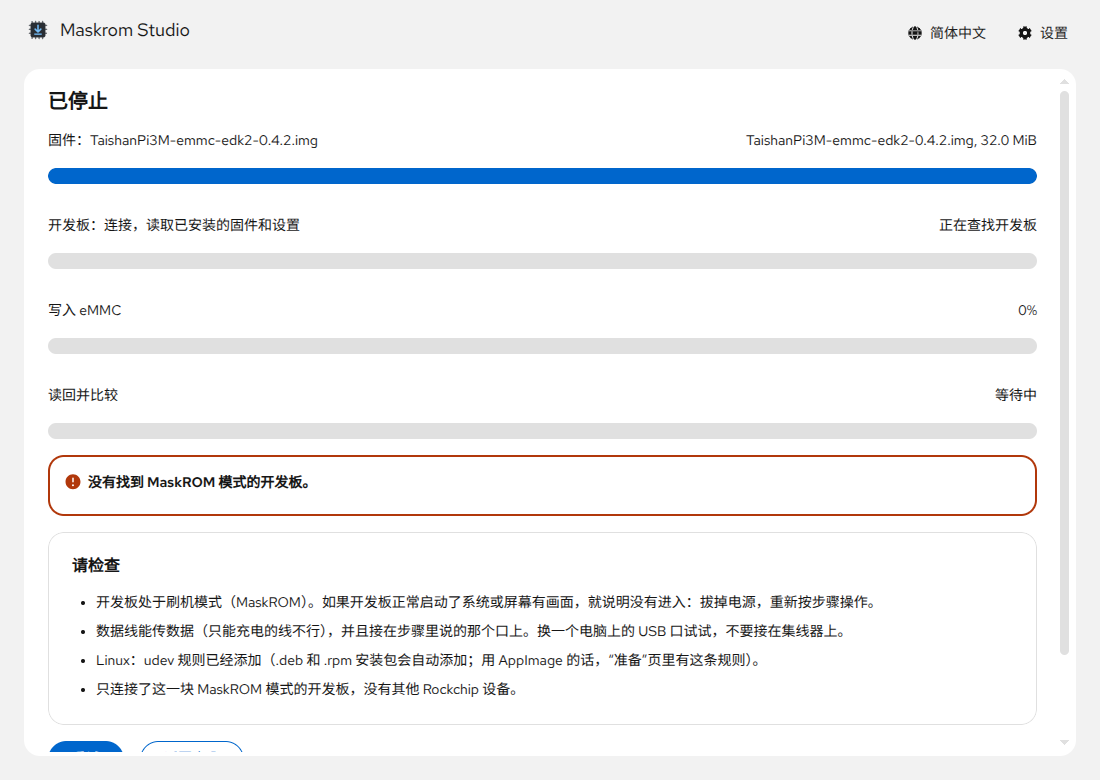 Maskrom Studio
简体中文
设置
已停止
固件：TaishanPi3M-emmc-edk2-0.4.2.img
TaishanPi3M-emmc-edk2-0.4.2.img, 32.0 MiB
开发板：连接，读取已安装的固件和设置
正在查找开发板
写入 eMMC
0%
读回并比较
等待中
没有找到 MaskROM 模式的开发板。
请检查
• 开发板处于刷机模式（MaskROM）。如果开发板正常启动了系统或屏幕有画面，就说明没有进入：拔掉电源，重新按步骤操作。
• 数据线能传数据（只能充电的线不行），并且接在步骤里说的那个口上。换一个电脑上的 USB 口试试，不要接在集线器上。
• Linux：udev 规则已经添加（.deb 和 .rpm 安装包会自动添加；用 AppImage 的话，“准备”页里有这条规则）。
• 只连接了这一块 MaskROM 模式的开发板，没有其他 Rockchip 设备。